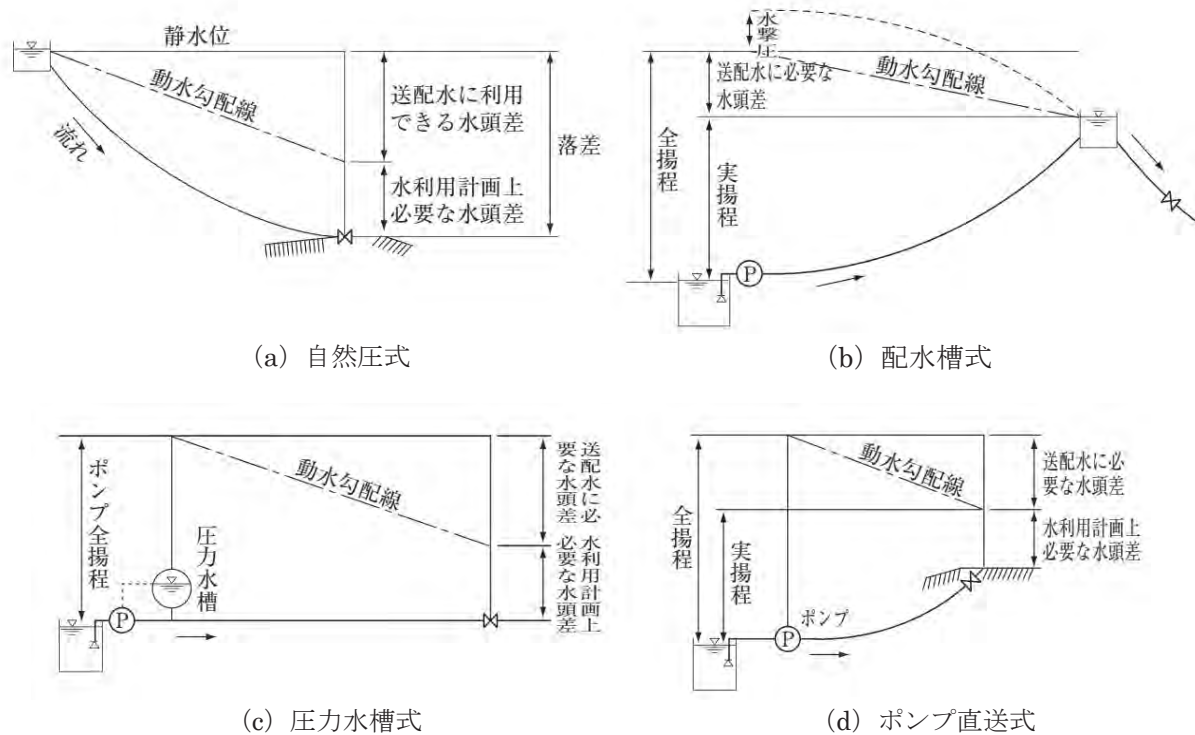 静水位
動水勾配線
流れ
送配水に利用
できる水頭差
水利用計画上
必要な水頭差
落差
(a) 自然圧式
水撃圧
送配水に必要な
水頭差
動水勾配線
全揚程
実揚程
P
(b) 配水槽式
ポンプ全揚程
圧力水槽
P
動水勾配線
送配水に必
要な水頭差
水利用計画上
必要な水頭差
(c) 圧力水槽式
全揚程
実揚程
動水勾配線
P
ポンプ
送配水に必
要な水頭差
水利用計画上
必要な水頭差
(d) ポンプ直送式